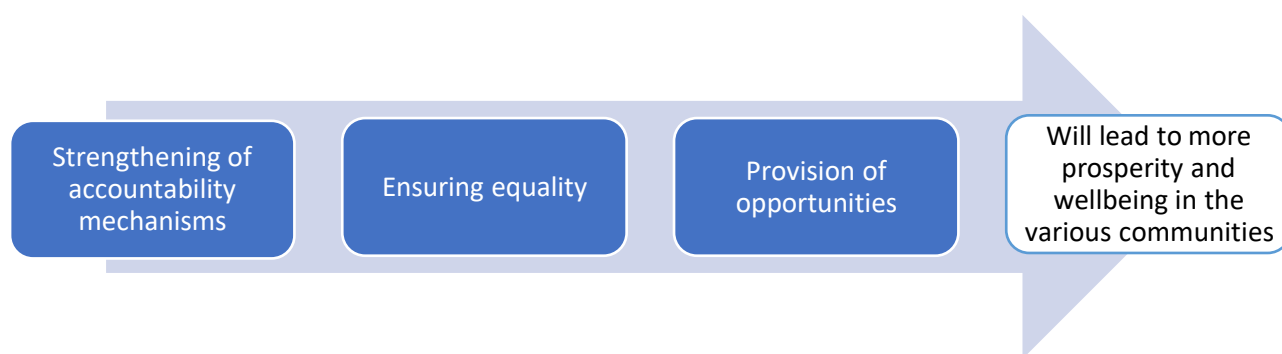 Strengthening of
accountability
mechanisms
Ensuring equality
Provision of
opportunities
Will lead to more
prosperity and
wellbeing in the
various communities